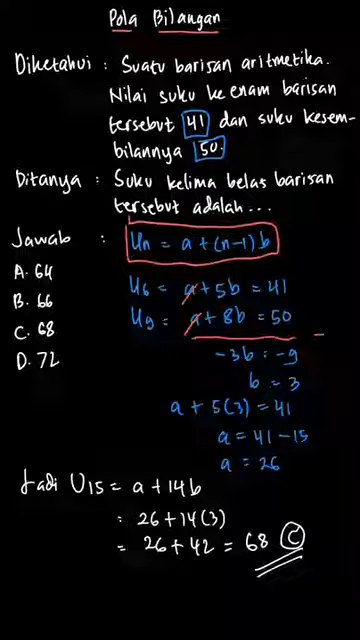 Pola Bilangan
Diketahui : Suatu barisan aritmetika.
Nilai suku ke enam barisan
tersebut 41 dan suku kesem-
bilannya 50.
Ditanya : Suku kelima belas barisan
tersebut adalah...
Jawab : Un = a + (n-1) b
A. 64
B. 66
C. 68
D. 72
U6 = a + 5b = 41
U9 = a + 8b = 50
-3b = -9
b = 3
a + 5(3) = 41
a = 41 - 15
a = 26
Jadi U15 = a + 14b
= 26 + 14(3)
= 26 + 42 = 68 C